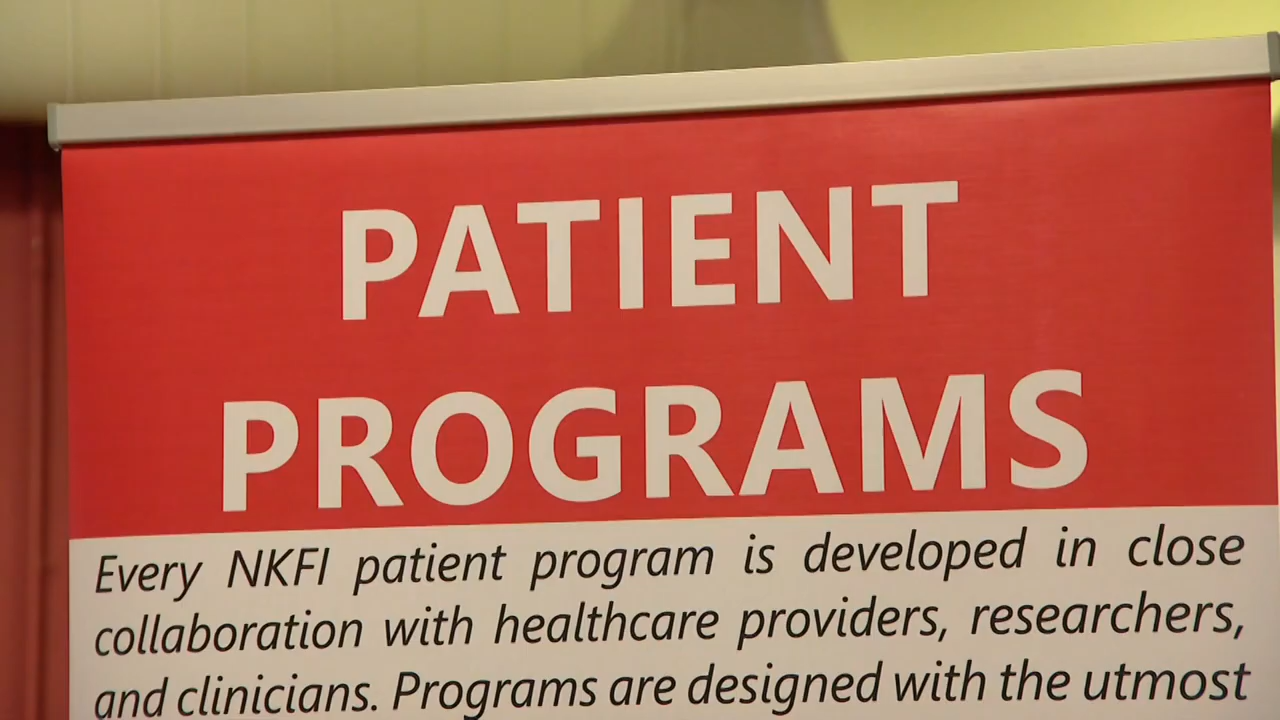 PATIENT
PROGRAMS
Every NKFI patient program is developed in close
collaboration with healthcare providers, researchers,
and clinicians. Programs are designed with the utmost